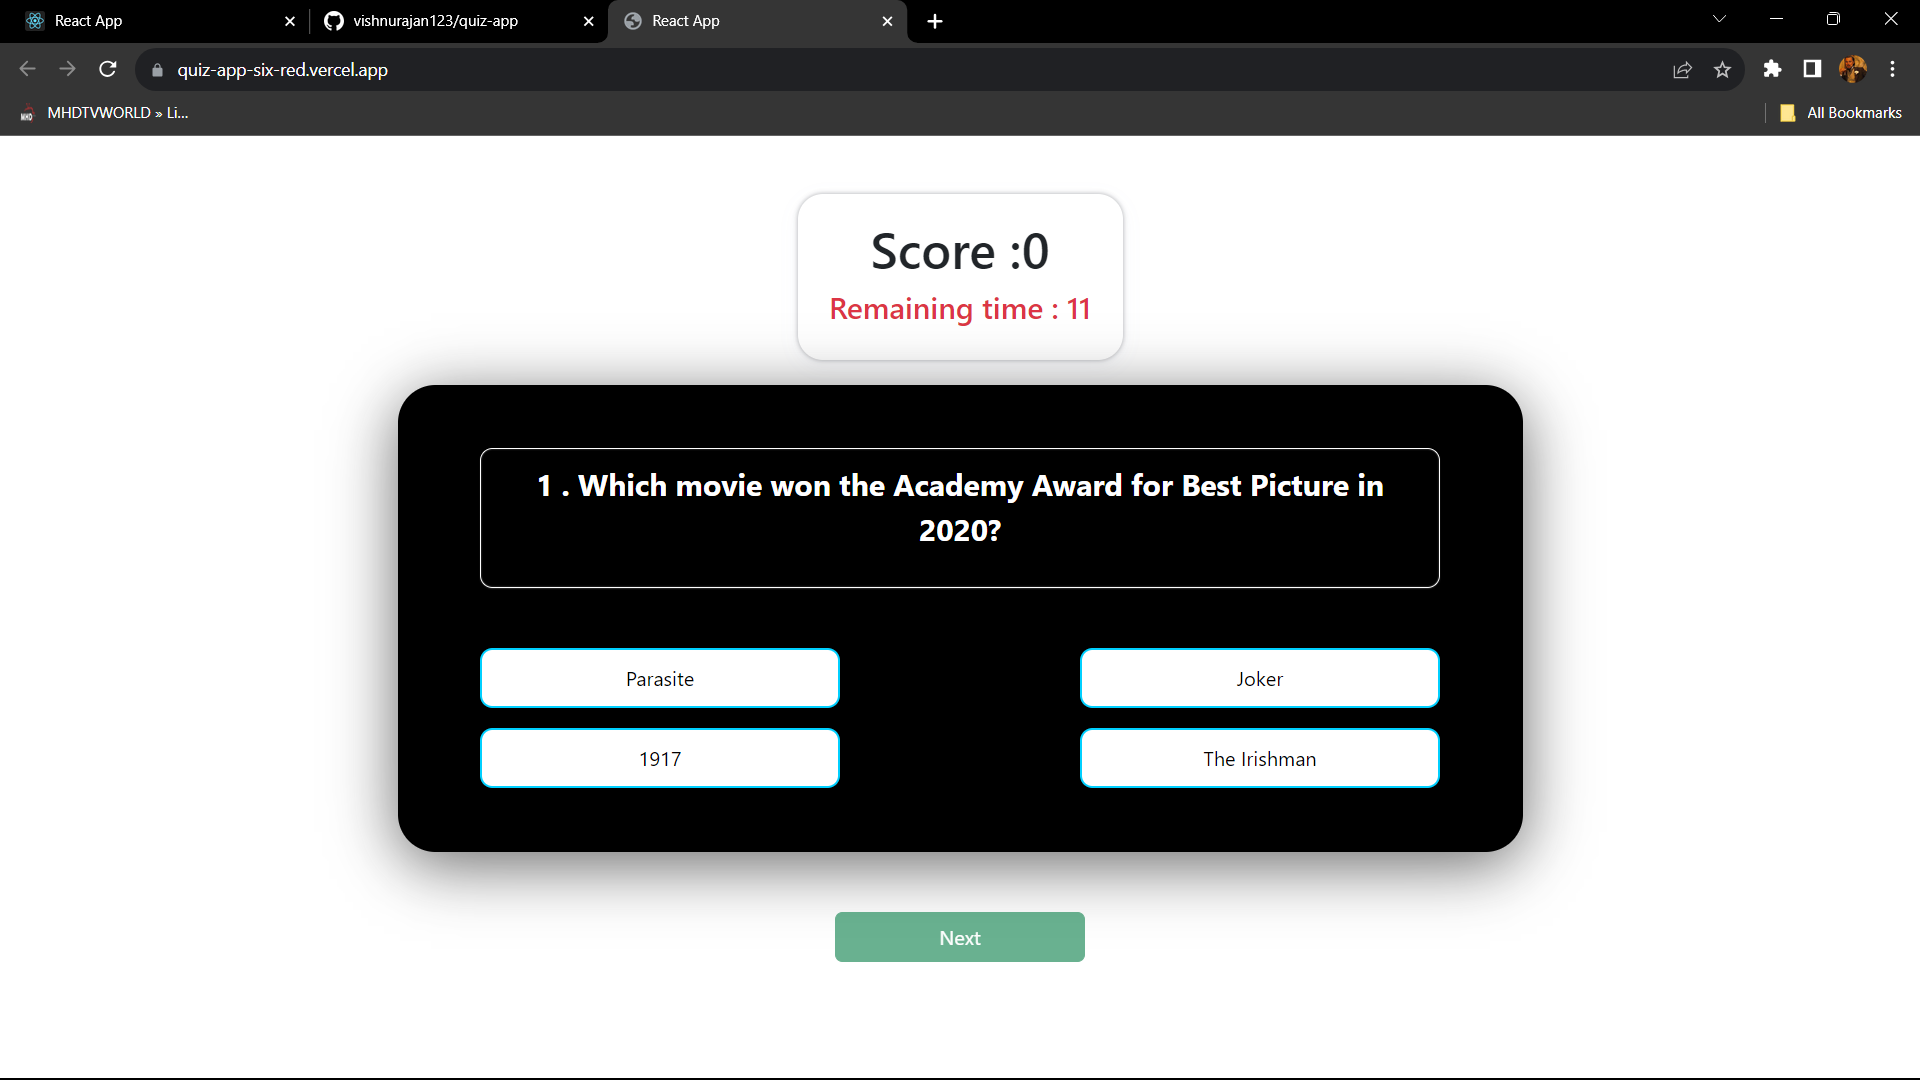 React App
vishnurajan123/quiz-app
React App
quiz-app-six-red.vercel.app
MHDTVWORLD » Li...
All Bookmarks
Score :0
Remaining time : 11
1 . Which movie won the Academy Award for Best Picture in
2020?
Parasite
Joker
1917
The Irishman
Next